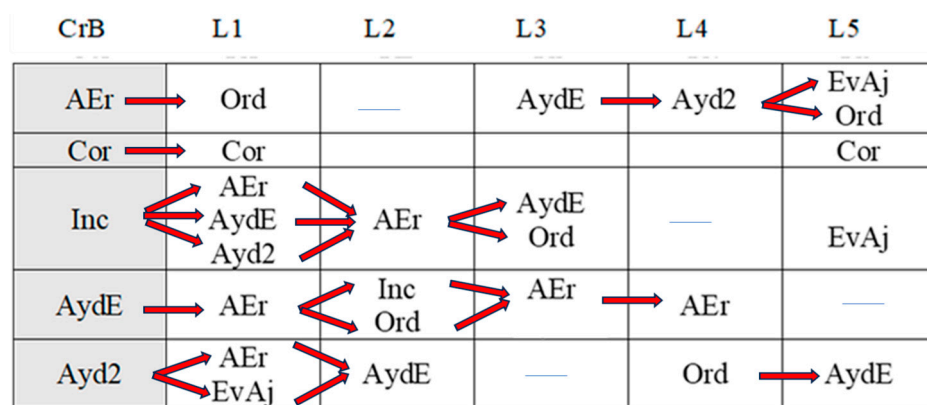 CrB L1 L2 L3 L4 L5
AEr Ord AydE Ayd2 EvAj
Ord
Cor Cor Cor
Inc AEr AER AydE
AydE Ord
Ayd2 EvAj
AydE AEr Inc AEr AEr
Ord
Ayd2 AEr AydE Ord AydE
EvAj